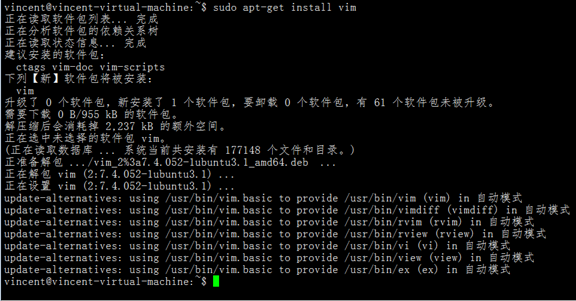 vincent@vincent-virtual-machine:~$ sudo apt-get install vim
正在读取软件包列表... 完成
正在分析软件包的依赖关系树
正在读取状态信息... 完成
建议安装的软件包：
  ctags vim-doc vim-scripts
下列【新】软件包将被安装：
  vim
升级了 0 个软件包，新安装了 1 个软件包，要卸载 0 个软件包，有 61 个软件包未被升级。
需要下载 0 B/955 kB 的软件包。
解压缩后会消耗掉 2,237 kB 的额外空间。
正在选中未选择的软件包 vim。
(正在读取数据库 ... 系统当前共安装有 177148 个文件和目录。)
正准备解包 .../vim_2%3a7.4.052-1ubuntu3.1_amd64.deb  ...
正在解包 vim (2:7.4.052-1ubuntu3.1) ...
正在设置 vim (2:7.4.052-1ubuntu3.1) ...
update-alternatives: using /usr/bin/vim.basic to provide /usr/bin/vim (vim) in 自动模式
update-alternatives: using /usr/bin/vim.basic to provide /usr/bin/vimdiff (vimdiff) in 自动模式
update-alternatives: using /usr/bin/vim.basic to provide /usr/bin/rvim (rvim) in 自动模式
update-alternatives: using /usr/bin/vim.basic to provide /usr/bin/rview (rview) in 自动模式
update-alternatives: using /usr/bin/vim.basic to provide /usr/bin/vi (vi) in 自动模式
update-alternatives: using /usr/bin/vim.basic to provide /usr/bin/view (view) in 自动模式
update-alternatives: using /usr/bin/vim.basic to provide /usr/bin/ex (ex) in 自动模式
vincent@vincent-virtual-machine:~$